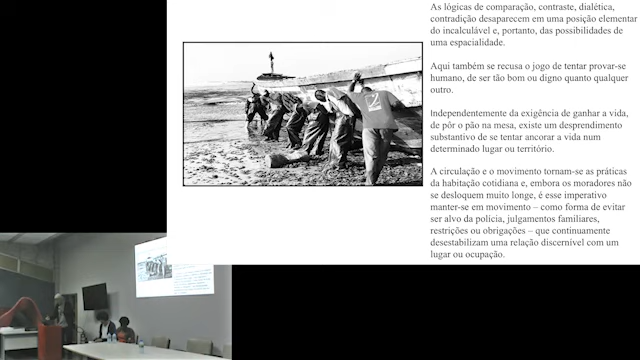 As lógicas de comparação, contraste, dialética,
contradição desaparecem em uma posição elementar
do incalculável e, portanto, das possibilidades de
uma espacialidade.
Aqui também se recusa o jogo de tentar provar-se
humano, de ser tão bom ou digno quanto qualquer
outro.
Independentemente da exigência de ganhar a vida,
de pôr o pão na mesa, existe um desprendimento
substantivo de se tentar ancorar a vida num
determinado lugar ou território.
A circulação e o movimento tornam-se as práticas
da habitação cotidiana e, embora os moradores não
se desloquem muito longe, é esse imperativo
manter-se em movimento – como forma de evitar
ser alvo da polícia, julgamentos familiares,
restrições ou obrigações – que continuamente
desestabilizam uma relação discernível com um
lugar ou ocupação.